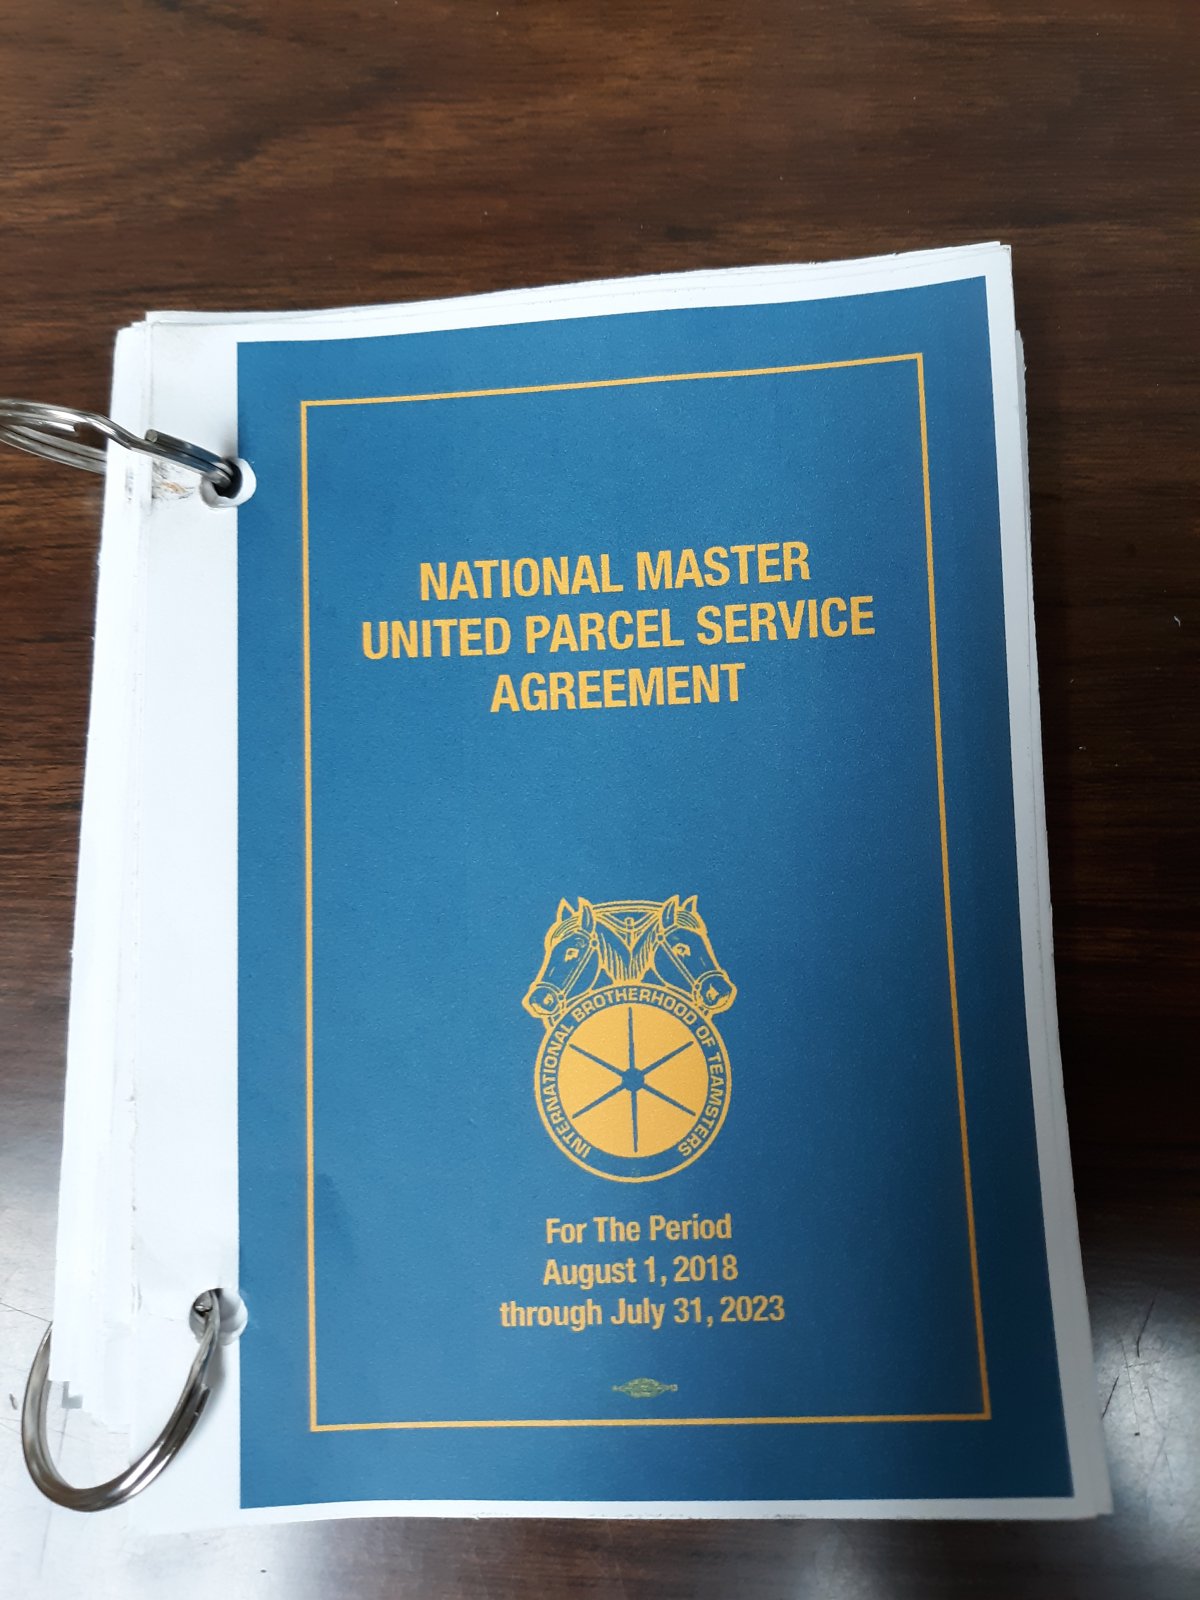 NATIONAL MASTER
UNITED PARCEL SERVICE
AGREEMENT
INTERNATIONAL BROTHERHOOD OF TEAMSTERS
For The Period
August 1, 2018
through July 31, 2023